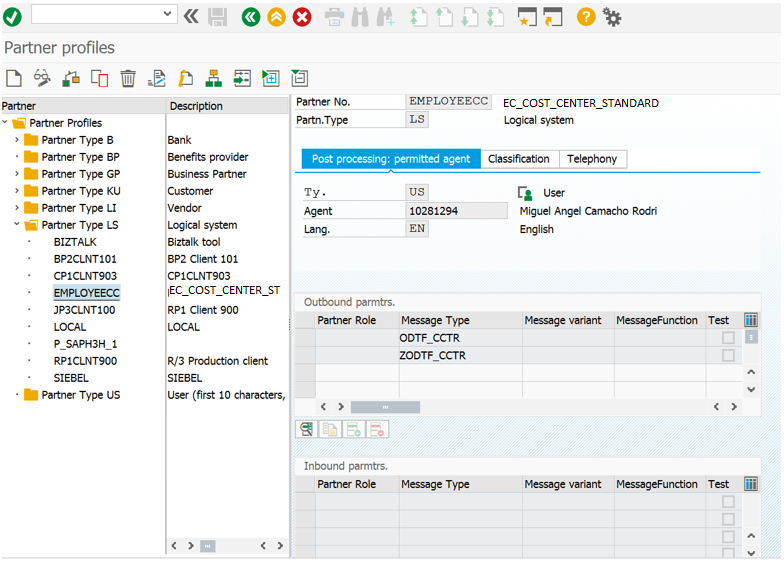 Partner profiles
Partner
Description
Partner Profiles
Partner Type B Bank
Partner Type BP Benefits provider
Partner Type GP Business Partner
Partner Type KU Customer
Partner Type LI Vendor
Partner Type LS Logical system
BIZTALK Biztalk tool
BP2CLNT101 BP2 Client 101
CP1CLNT903 CP1CLNT903
EMPLOYEECC EC_COST_CENTER_ST
JP3CLNT100 RP1 Client 900
LOCAL LOCAL
P_SAPH3H_1
RP1CLNT900 R/3 Production client
SIEBEL SIEBEL
Partner Type US User (first 10 characters,
Partner No. EMPLOYEECC EC_COST_CENTER_STANDARD
Partn.Type LS Logical system
Post processing: permitted agent Classification Telephony
Ty. US User
Agent 10281294 Miguel Angel Camacho Rodri
Lang. EN English
Outbound parmtrs.
Partner Role Message Type Message variant MessageFunction Test
ODTF_CCTR
ZODTF_CCTR
Inbound parmtrs.
Partner Role Message Type Message variant MessageFunction Test